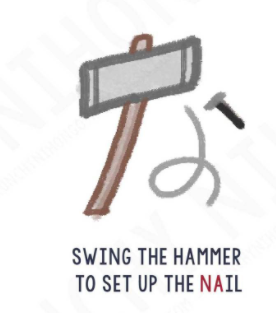 SWING THE HAMMER
TO SET UP THE NAIL